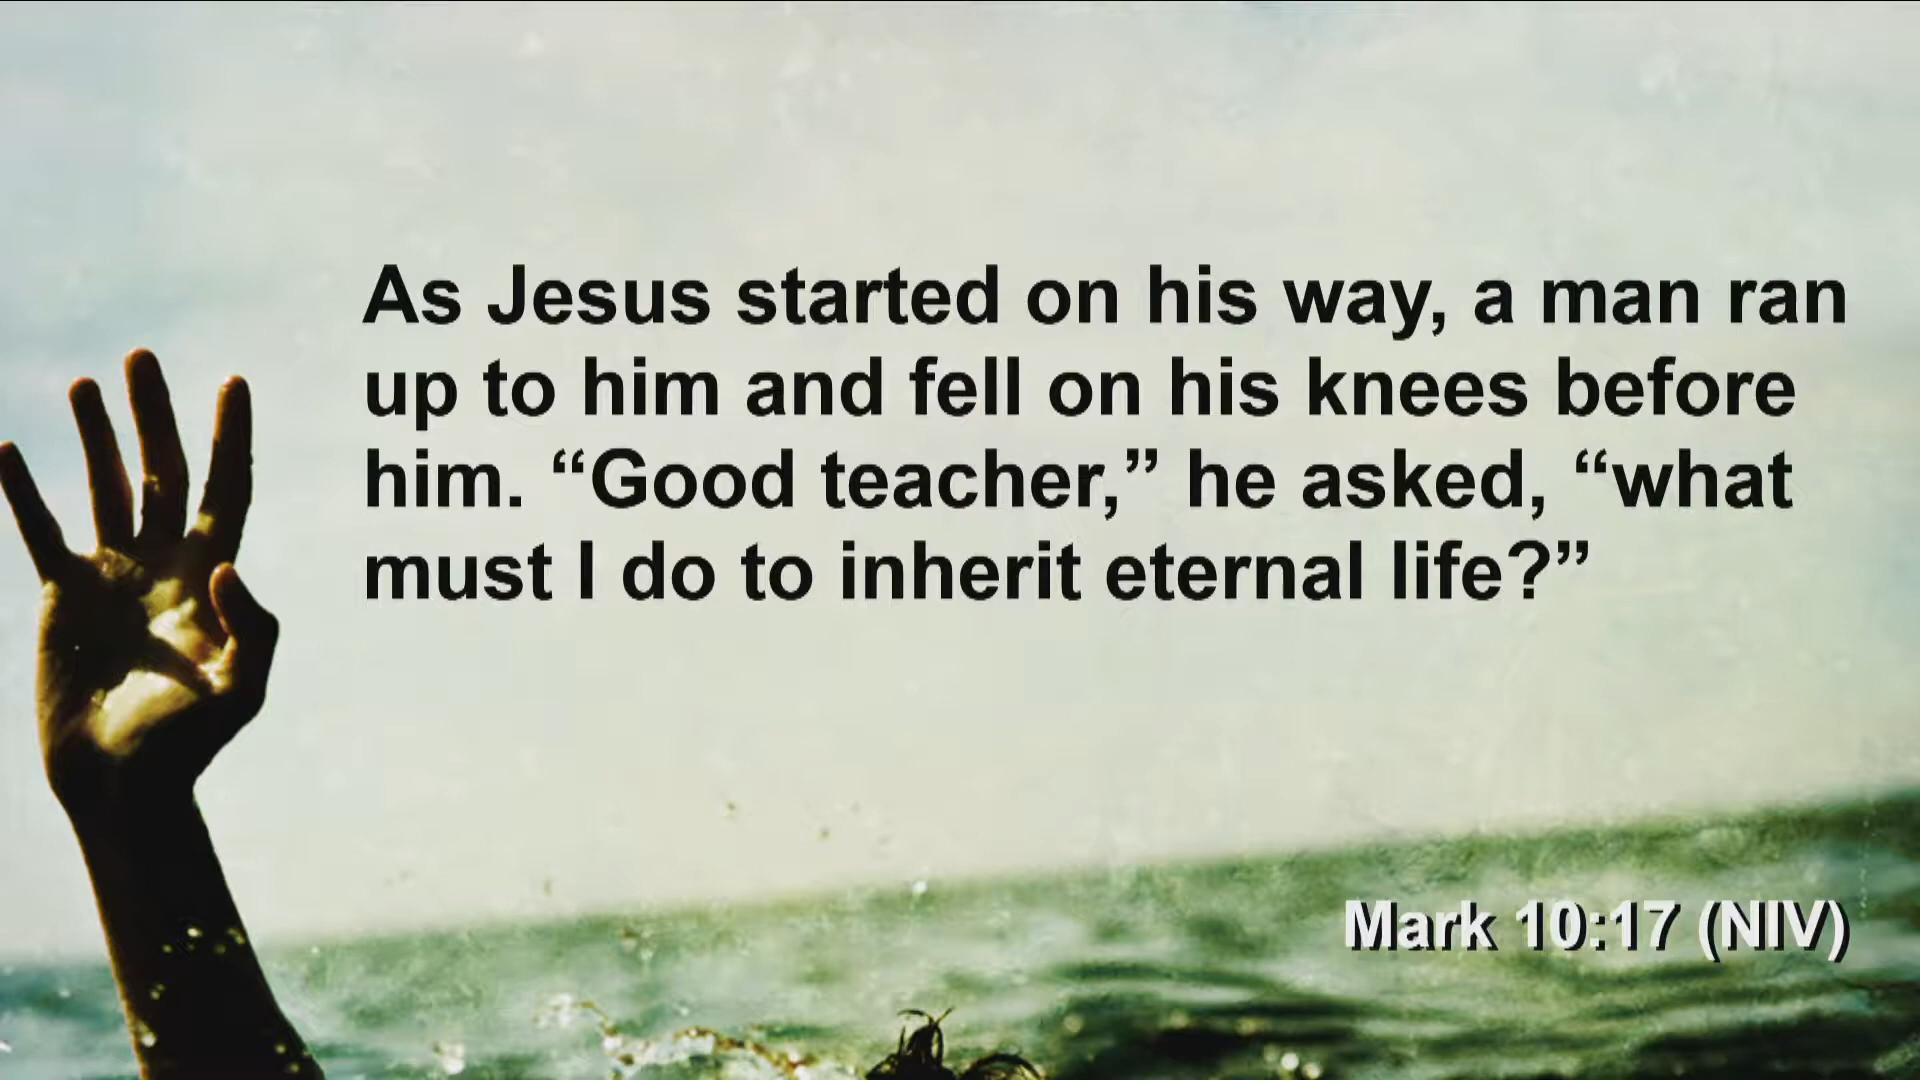 As Jesus started on his way, a man ran
up to him and fell on his knees before
him. “Good teacher,” he asked, “what
must I do to inherit eternal life?”
Mark 10:17 (NIV)